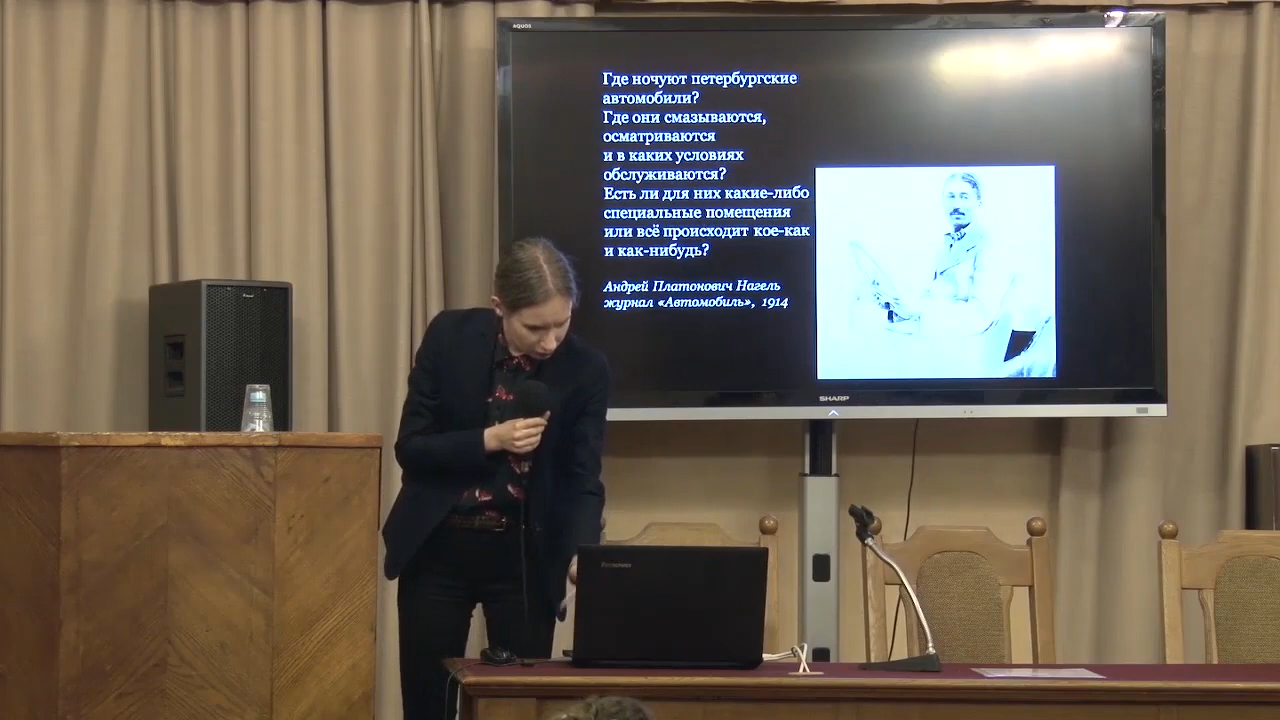 AQUOS
Где ночуют петербургские
автомобили?
Где они смазываются,
осматриваются
и в каких условиях
обслуживаются?
Есть ли для них какие-либо
специальные помещения
или всё происходит кое-как
и как-нибудь?
Андрей Платонович Нагель
журнал «Автомобиль», 1914
SHARP
lenovo